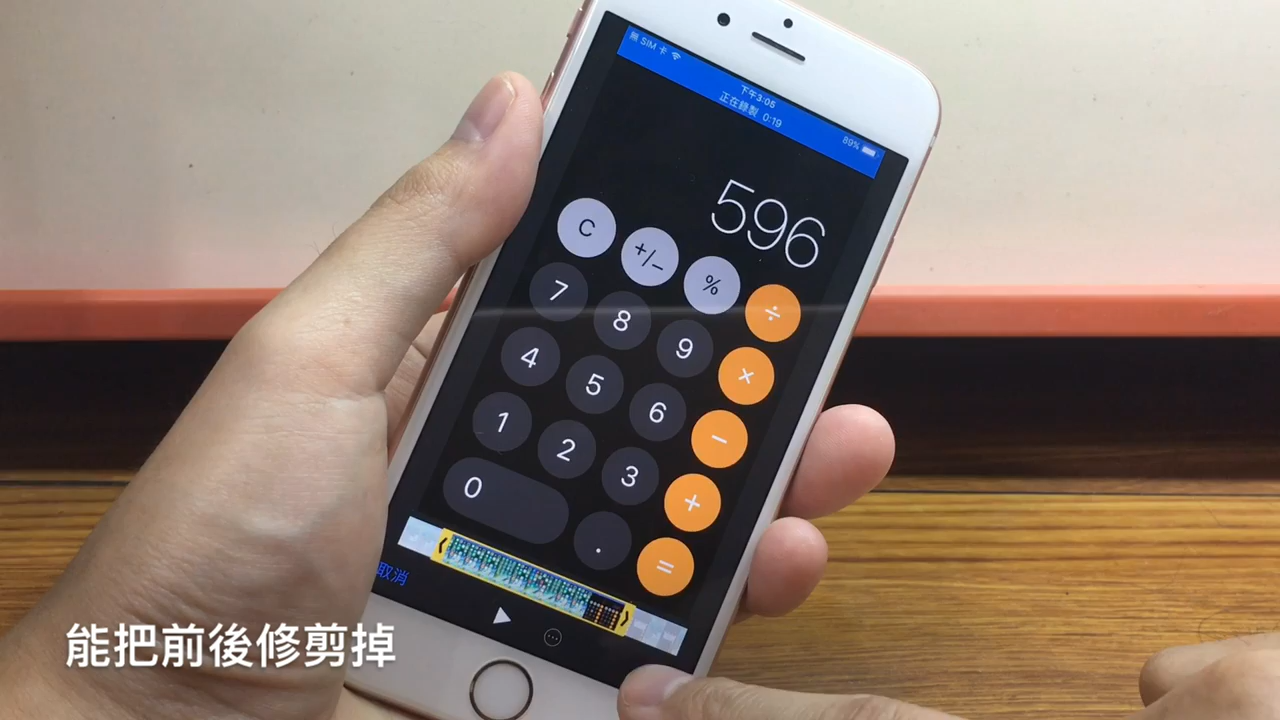 無 SIM 卡
下午3:05
正在錄製 0:19
89%
596
C +/− % ÷
7 8 9 ×
4 5 6 −
1 2 3 +
0 . =
取消
能把前後修剪掉